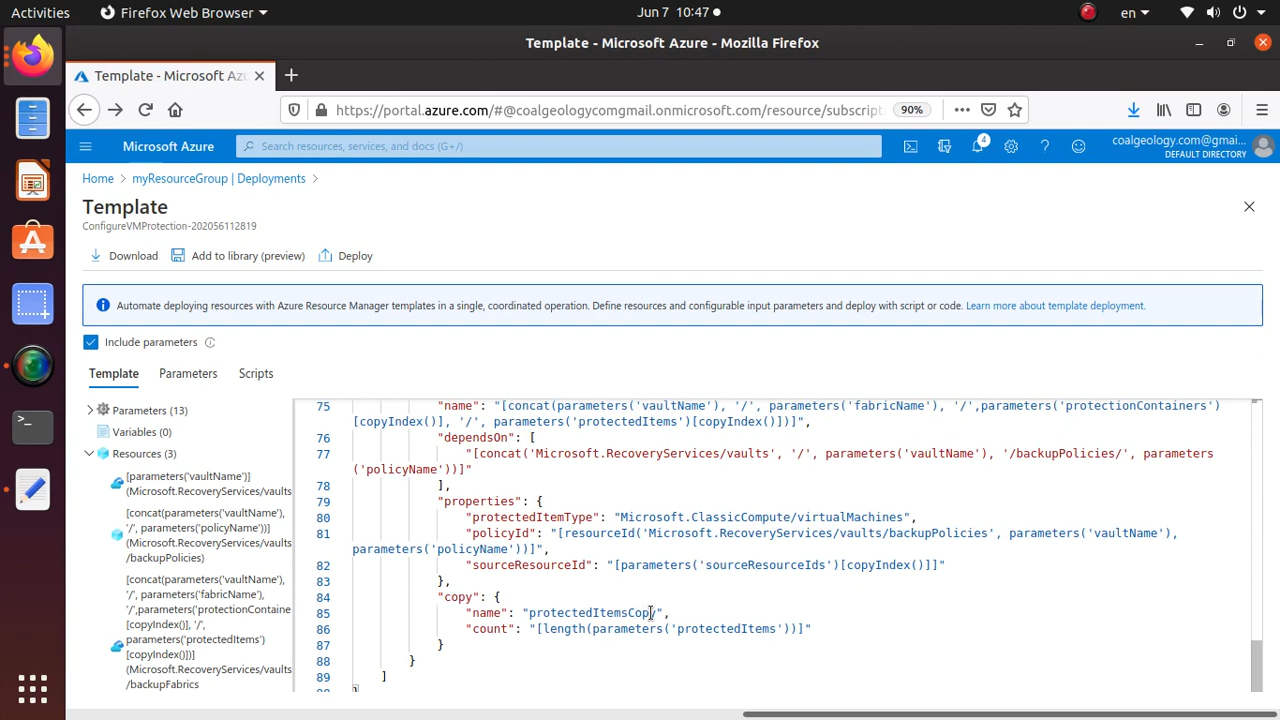 Activities
Firefox Web Browser
Jun 7 10:47
en
Template - Microsoft Azure - Mozilla Firefox
Template - Microsoft Azu
https://portal.azure.com/#@coalgeologycomgmail.onmicrosoft.com/resource/subscript
90%
Microsoft Azure
Search resources, services, and docs (G+/)
4
coalgeology.com@gmai...
DEFAULT DIRECTORY
Home > myResourceGroup | Deployments >
Template
ConfigureVMProtection-202056112819
Download
Add to library (preview)
Deploy
Automate deploying resources with Azure Resource Manager templates in a single, coordinated operation. Define resources and configurable input parameters and deploy with script or code. Learn more about template deployment.
Include parameters
Template
Parameters
Scripts
Parameters (13)
Variables (0)
Resources (3)
[parameters('vaultName')]
(Microsoft.RecoveryServices/vaults
[concat(parameters('vaultName'),
'/', parameters('policyName'))]
(Microsoft.RecoveryServices/vaults
/backupPolicies)
[concat(parameters('vaultName'),
'/', parameters('fabricName'),
'/',parameters('protectionContaine
[copyIndex()], '/',
parameters('protectedItems')
[copyIndex()])]
(Microsoft.RecoveryServices/vaults
/backupFabrics
75 "name": "[concat(parameters('vaultName'), '/', parameters('fabricName'), '/',parameters('protectionContainers')
[copyIndex()], '/', parameters('protectedItems')[copyIndex()])]",
76 "dependsOn": [
77 "[concat('Microsoft.RecoveryServices/vaults', '/', parameters('vaultName'), '/backupPolicies/', parameters
('policyName'))]"
78 ],
79 "properties": {
80 "protectedItemType": "Microsoft.ClassicCompute/virtualMachines",
81 "policyId": "[resourceId('Microsoft.RecoveryServices/vaults/backupPolicies', parameters('vaultName'),
parameters('policyName'))]",
82 "sourceResourceId": "[parameters('sourceResourceIds')[copyIndex()]]"
83 },
84 "copy": {
85 "name": "protectedItemsCopy",
86 "count": "[length(parameters('protectedItems'))]"
87 }
88 }
89 ]
90 }